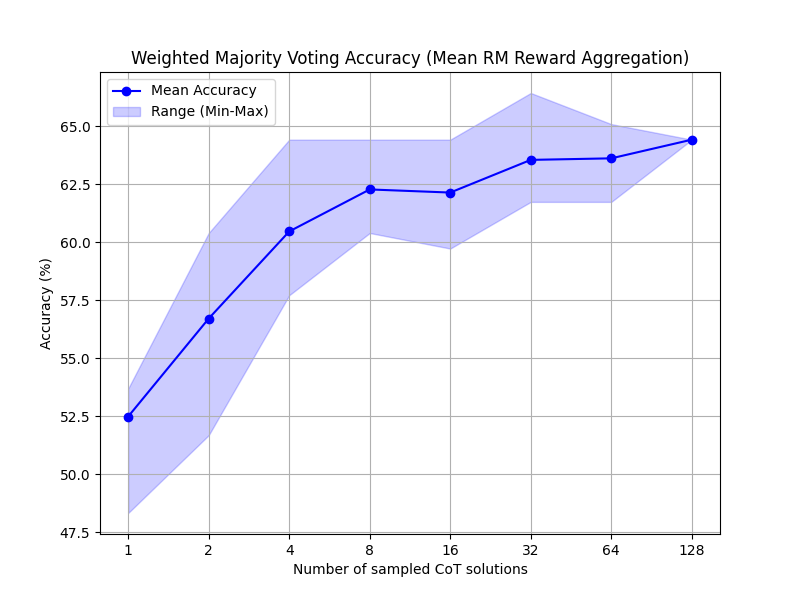 Weighted Majority Voting Accuracy (Mean RM Reward Aggregation)
Mean Accuracy
Range (Min-Max)
65.0
62.5
60.0
57.5
55.0
52.5
50.0
47.5
Accuracy (%)
1 2 4 8 16 32 64 128
Number of sampled CoT solutions